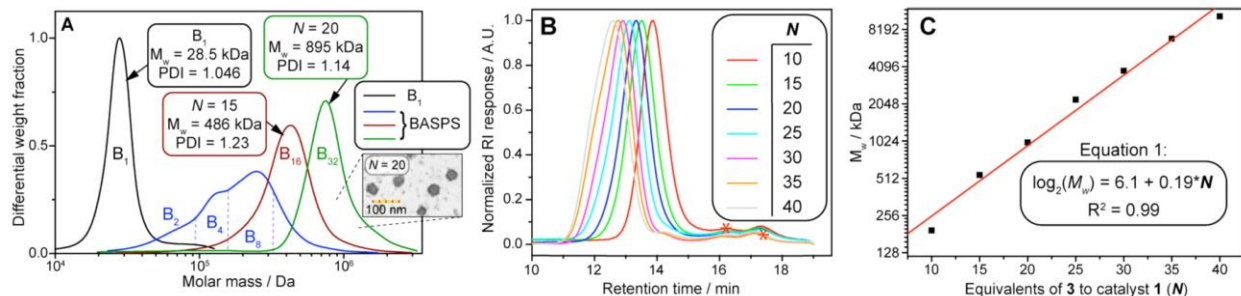 A
B₁
M_w = 28.5 kDa
PDI = 1.046
N = 20
M_w = 895 kDa
PDI = 1.14
N = 15
M_w = 486 kDa
PDI = 1.23
B₁
BASPS
B₁
B₂
B₄
B₈
B₁₆
B₃₂
N = 20
100 nm
Differential weight fraction
1.0
0.5
0.0
10⁴
10⁵
10⁶
Molar mass / Da
B
N
10
15
20
25
30
35
40
Normalized RI response / A.U.
1.0
0.8
0.6
0.4
0.2
0.0
*
*
10
12
14
16
18
Retention time / min
C
M_w / kDa
8192
4096
2048
1024
512
256
128
Equation 1:
log₂(M_w) = 6.1 + 0.19*N
R² = 0.99
10
15
20
25
30
35
40
Equivalents of 3 to catalyst 1 (N)